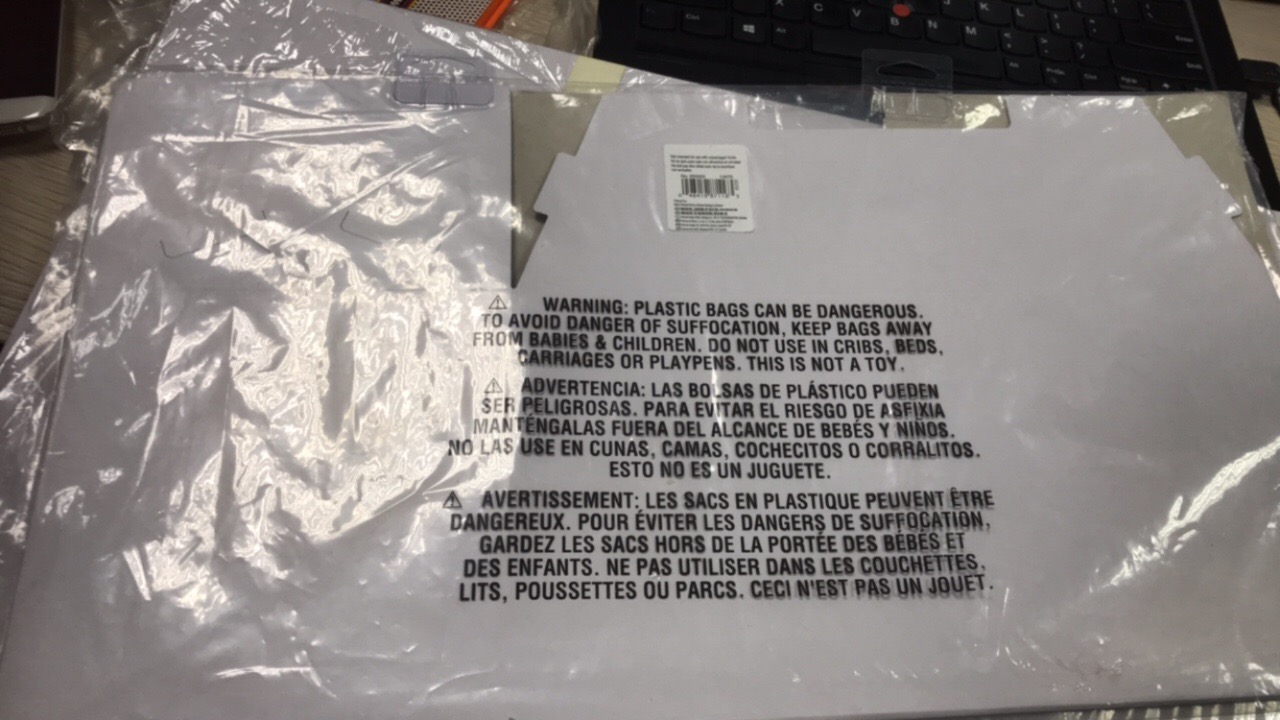 WARNING: PLASTIC BAGS CAN BE DANGEROUS.
TO AVOID DANGER OF SUFFOCATION, KEEP BAGS AWAY
FROM BABIES & CHILDREN. DO NOT USE IN CRIBS, BEDS,
CARRIAGES OR PLAYPENS. THIS IS NOT A TOY.
ADVERTENCIA: LAS BOLSAS DE PLÁSTICO PUEDEN
SER PELIGROSAS. PARA EVITAR EL RIESGO DE ASFIXIA
MANTÉNGALAS FUERA DEL ALCANCE DE BEBÉS Y NIÑOS.
NO LAS USE EN CUNAS, CAMAS, COCHECITOS O CORRALITOS.
ESTO NO ES UN JUGUETE.
AVERTISSEMENT: LES SACS EN PLASTIQUE PEUVENT ÊTRE
DANGEREUX. POUR ÉVITER LES DANGERS DE SUFFOCATION,
GARDEZ LES SACS HORS DE LA PORTÉE DES BÉBÉS ET
DES ENFANTS. NE PAS UTILISER DANS LES COUCHETTES,
LITS, POUSSETTES OU PARCS. CECI N'EST PAS UN JOUET.